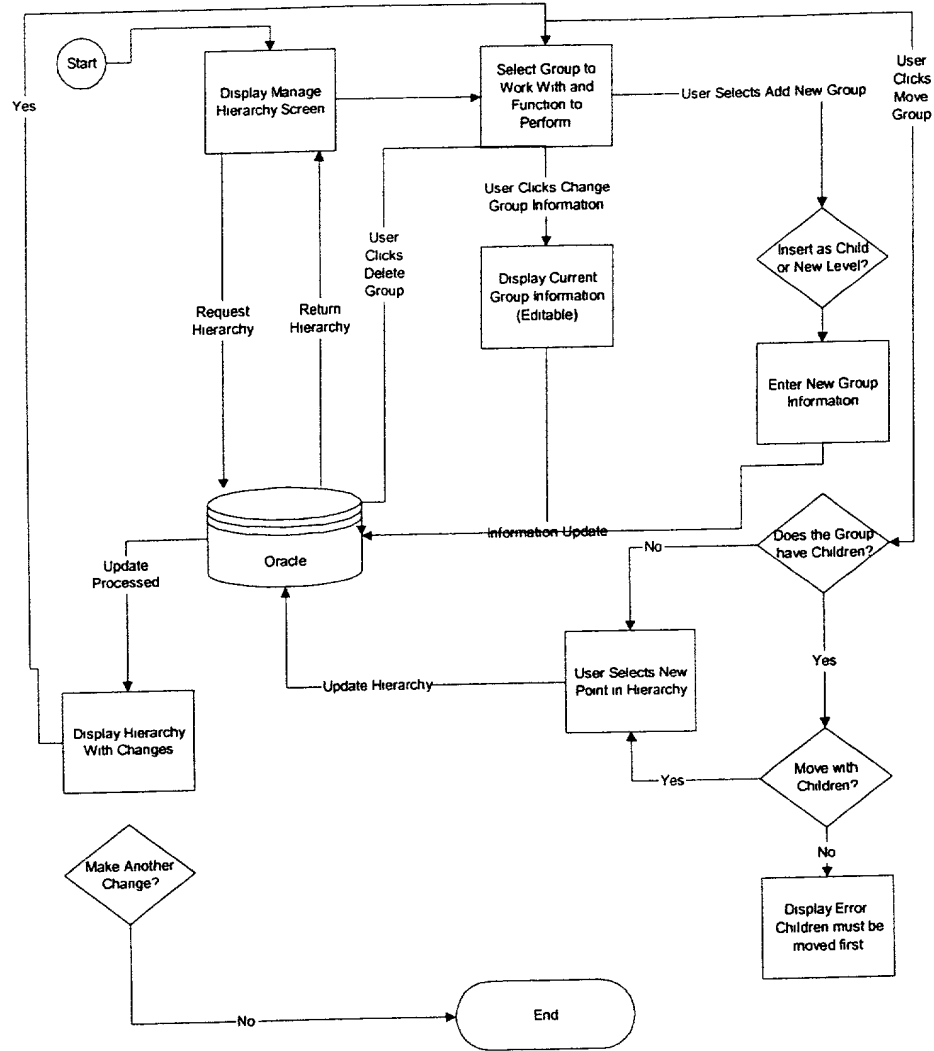 Start
Yes
Display Manage
Hierarchy Screen
Select Group to
Work With and
Function to
Perform
User Selects Add New Group
User
Clicks
Move
Group
User Clicks Change
Group Information
User
Clicks
Delete
Group
Insert as Child
or New Level?
Display Current
Group Information
(Editable)
Request
Hierarchy
Return
Hierarchy
Enter New Group
Information
Information Update
Oracle
Does the Group
have Children?
No
Update
Processed
Yes
User Selects New
Point in Hierarchy
Update Hierarchy
Display Hierarchy
With Changes
Move with
Children?
Yes
No
Make Another
Change?
Display Error
Children must be
moved first
No
End